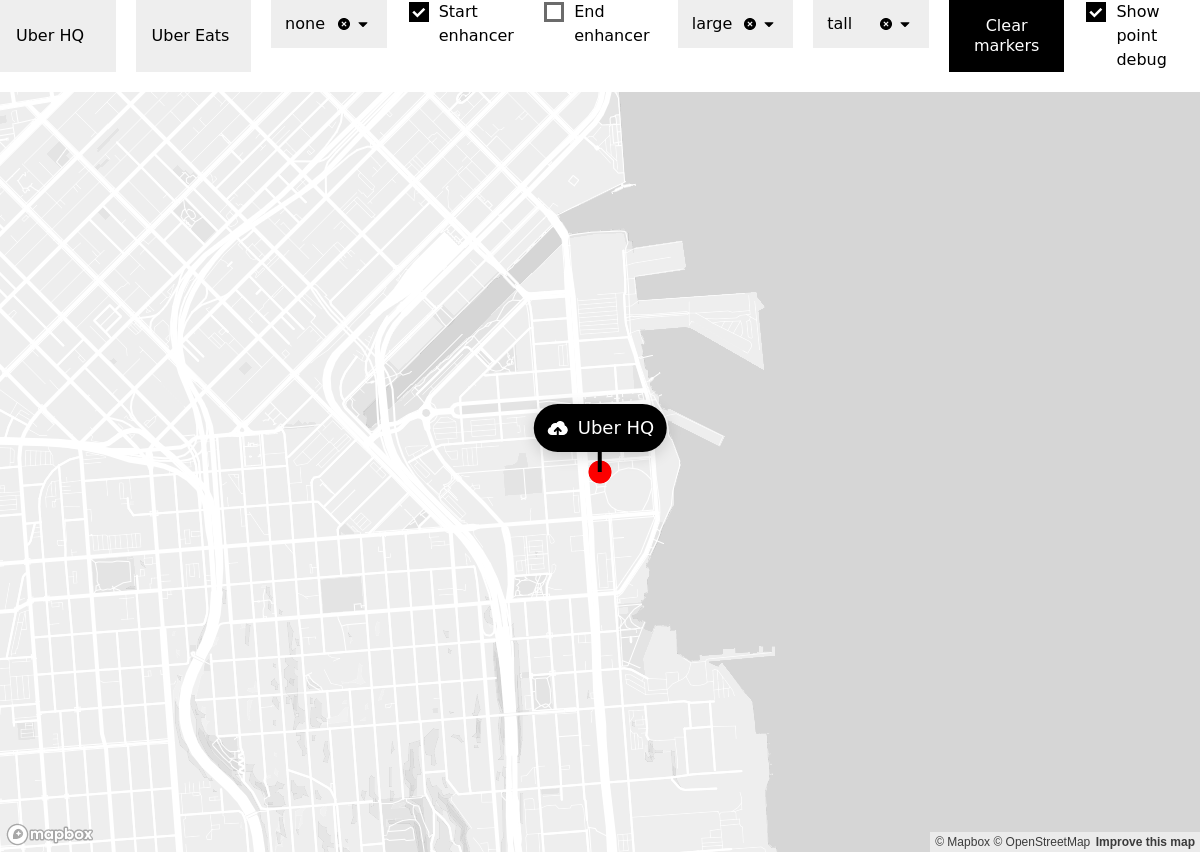 Uber HQ
Uber Eats
none
Start
enhancer
End
enhancer
large
tall
Clear
markers
Show
point
debug
Uber HQ
mapbox
© Mapbox © OpenStreetMap Improve this map